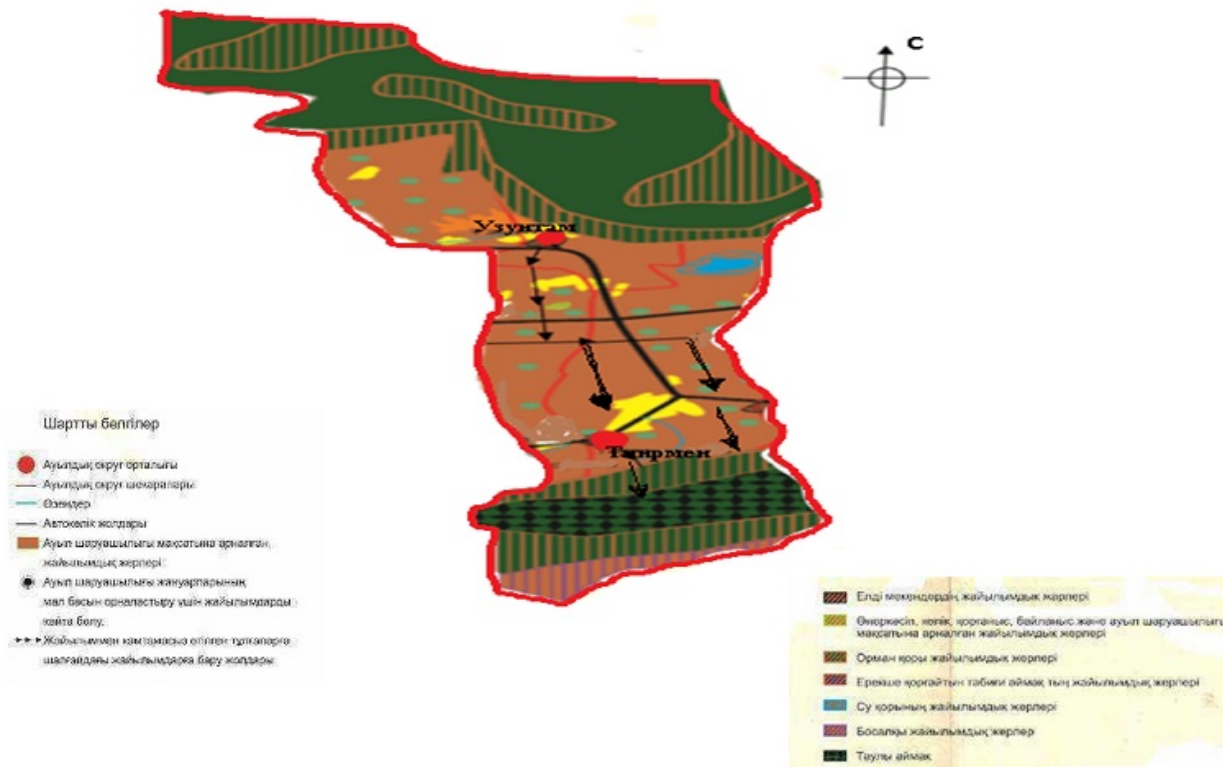 С
Узунтам
Тиірмен
Шартты белгілер
Ауылдық округ орталығы
Ауылдық округ шекаралары
Өзендер
Автокөлік жолдары
Ауыл шаруашылығы мақсатына арналған
жайылымдық жерлері
Ауыл шаруашылығы жануарларының
мал басын орналастыру үшін жайылымдарды
қайта бөлу.
Жайылыммен қамтамасыз етілген тұлғаларға
шалғайдағы жайылымдарға бару жолдары
Елді мекендердің жайылымдық жерлері
Өнеркәсіп, көлік, қорғаныс, байланыс және ауыл шаруашылығы
мақсатына арналған жайылымдық жерлері
Орман қоры жайылымдық жерлері
Ерекше қорғайтын табиғи аймақ тың жайылымдық жерлері
Су қорының жайылымдық жерлері
Босалқы жайылымдық жерлер
Таулы аймақ